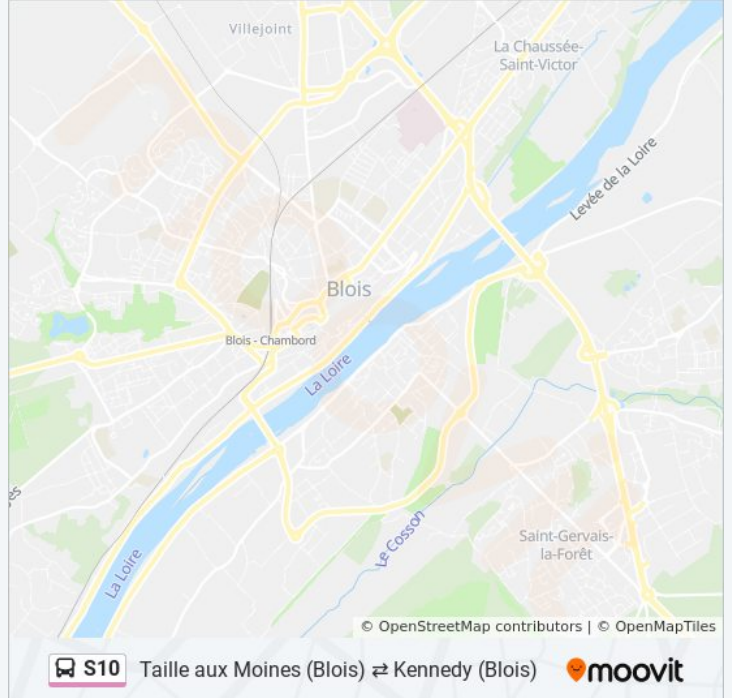 Villejoint
La Chaussée-
Saint-Victor
Levée de la Loire
Blois
Blois - Chambord
La Loire
Le Cosson
Saint-Gervais-
la-Forêt
La Loire
© OpenStreetMap contributors | © OpenMapTiles
S10 Taille aux Moines (Blois) ⇄ Kennedy (Blois) moovit